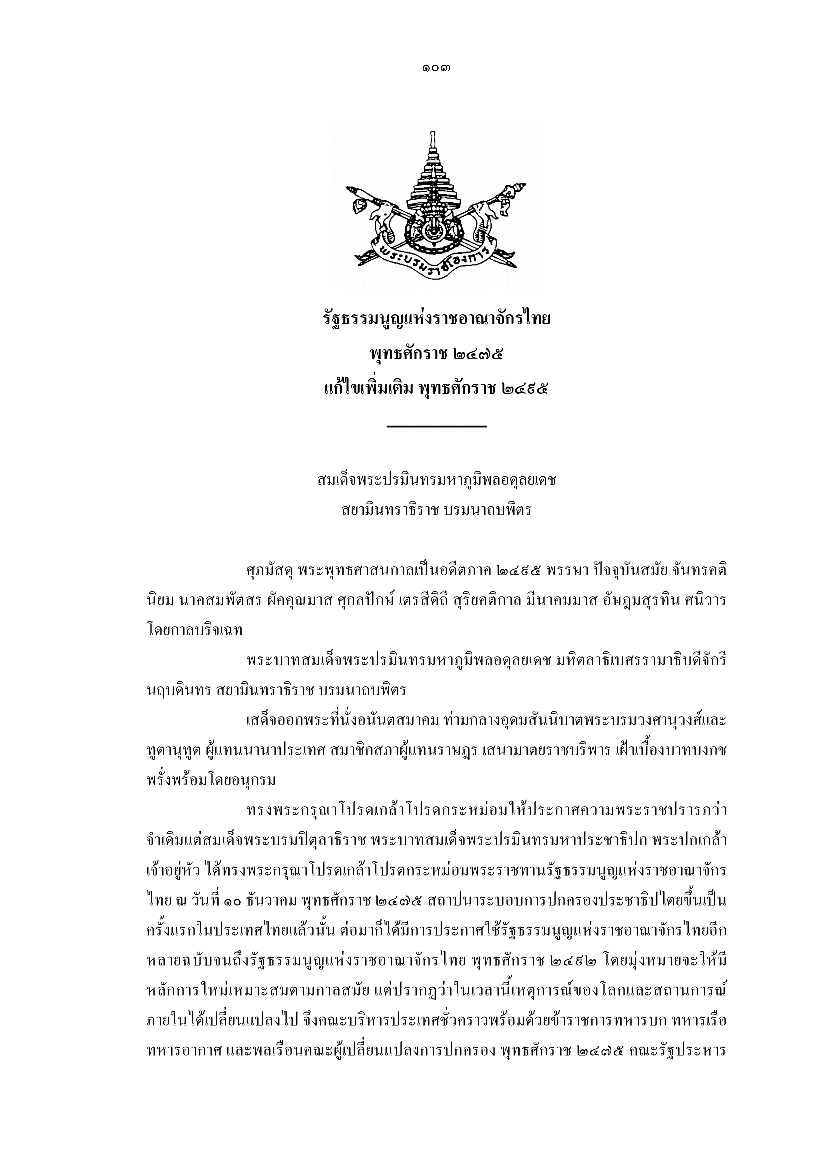 ๑๐๓
พระบรมราชโองการ
รัฐธรรมนูญแห่งราชอาณาจักรไทย
พุทธศักราช ๒๔๗๕
แก้ไขเพิ่มเติม พุทธศักราช ๒๔๙๕
สมเด็จพระปรมินทรมหาภูมิพลอดุลยเดช
สยามินทราธิราช บรมนาถบพิตร
ศุภมัสดุ พระพุทธศาสนกาลเป็นอดีตภาค ๒๔๙๕ พรรษา ปัจจุบันสมัย จันทรคติ
นิยม นาคสมพัตสร ผัคคุณมาส ศุกลปักษ์ เตรสีดิถี สุริยคติกาล มีนาคมมาส อัษฎมสุรทิน ศนิวาร
โดยกาลบริจเฉท
พระบาทสมเด็จพระปรมินทรมหาภูมิพลอดุลยเดช มหิตลาธิเบศรรามาธิบดีจักรี
นฤบดินทร สยามินทราธิราช บรมนาถบพิตร
เสด็จออกพระที่นั่งอนันตสมาคม ท่ามกลางอุดมสันนิบาตพระบรมวงศานุวงศ์และ
ทูตานุทูต ผู้แทนนานาประเทศ สมาชิกสภาผู้แทนราษฎร เสนามาตยราชบริพาร เฝ้าเบื้องบาทบงกช
พรั่งพร้อมโดยอนุกรม
ทรงพระกรุณาโปรดเกล้าโปรดกระหม่อมให้ประกาศความพระราชปรารภว่า
จำเดิมแต่สมเด็จพระบรมปิตุลาธิราช พระบาทสมเด็จพระปรมินทรมหาประชาธิปก พระปกเกล้า
เจ้าอยู่หัว ได้ทรงพระกรุณาโปรดเกล้าโปรดกระหม่อมพระราชทานรัฐธรรมนูญแห่งราชอาณาจักร
ไทย ณ วันที่ ๑๐ ธันวาคม พุทธศักราช ๒๔๗๕ สถาปนาระบอบการปกครองประชาธิปไตยขึ้นเป็น
ครั้งแรกในประเทศไทยแล้วนั้น ต่อมาก็ได้มีการประกาศใช้รัฐธรรมนูญแห่งราชอาณาจักรไทยอีก
หลายฉบับจนถึงรัฐธรรมนูญแห่งราชอาณาจักรไทย พุทธศักราช ๒๔๙๒ โดยมุ่งหมายจะให้มี
หลักการใหม่เหมาะสมตามกาลสมัย แต่ปรากฏว่าในเวลานี้เหตุการณ์ของโลกและสถานการณ์
ภายในได้เปลี่ยนแปลงไป จึงคณะบริหารประเทศชั่วคราวพร้อมด้วยข้าราชการทหารบก ทหารเรือ
ทหารอากาศ และพลเรือนคณะผู้เปลี่ยนแปลงการปกครอง พุทธศักราช ๒๔๗๕ คณะรัฐประหาร